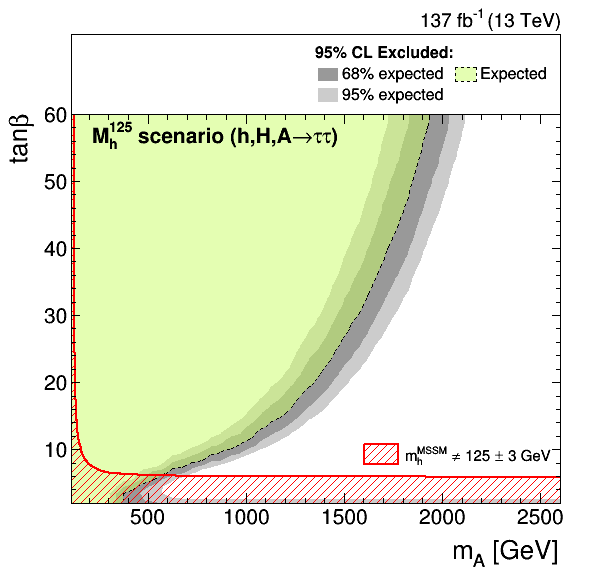 137 fb⁻¹ (13 TeV)
95% CL Excluded:
68% expected
Expected
95% expected
M_h^125 scenario (h,H,A→ττ)
tanβ
60
50
40
30
20
10
m_h^MSSM ≠ 125 ± 3 GeV
500 1000 1500 2000 2500
m_A [GeV]